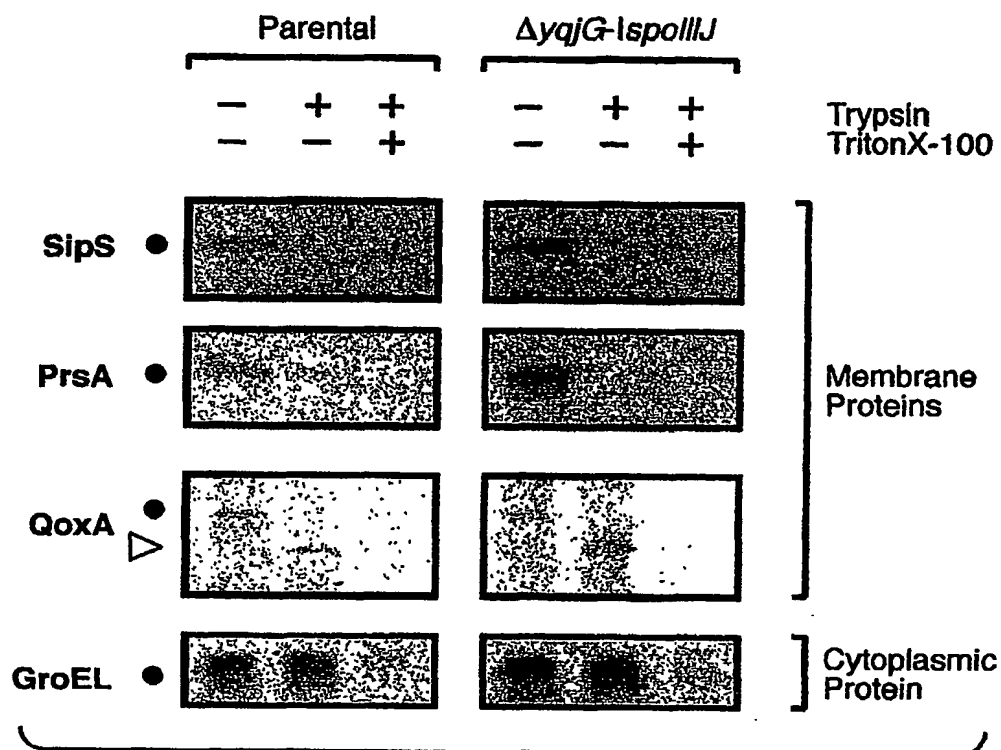 Parental ΔyqjG-IspoIIIJ
− + + − + + Trypsin
− − + − − + TritonX-100
SipS
PrsA
Membrane
Proteins
QoxA
GroEL
Cytoplasmic
Protein